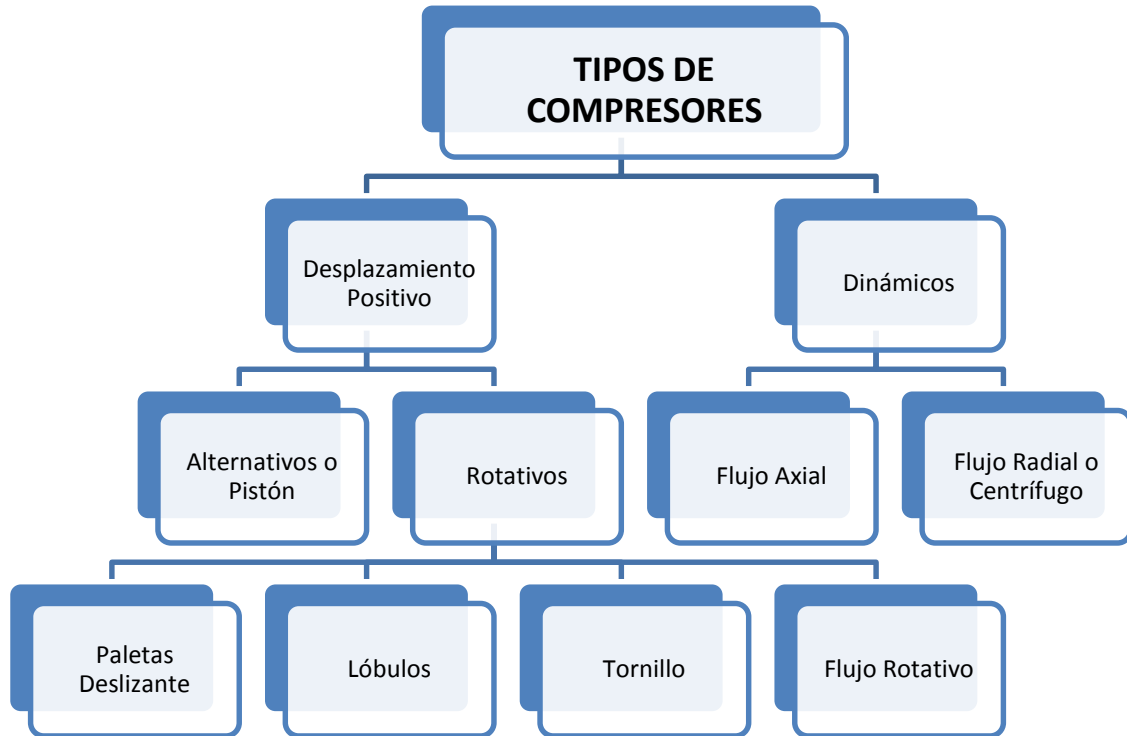 TIPOS DE
COMPRESORES
Desplazamiento
Positivo
Dinámicos
Alternativos o
Pistón
Rotativos
Flujo Axial
Flujo Radial o
Centrífugo
Paletas
Deslizante
Lóbulos
Tornillo
Flujo Rotativo